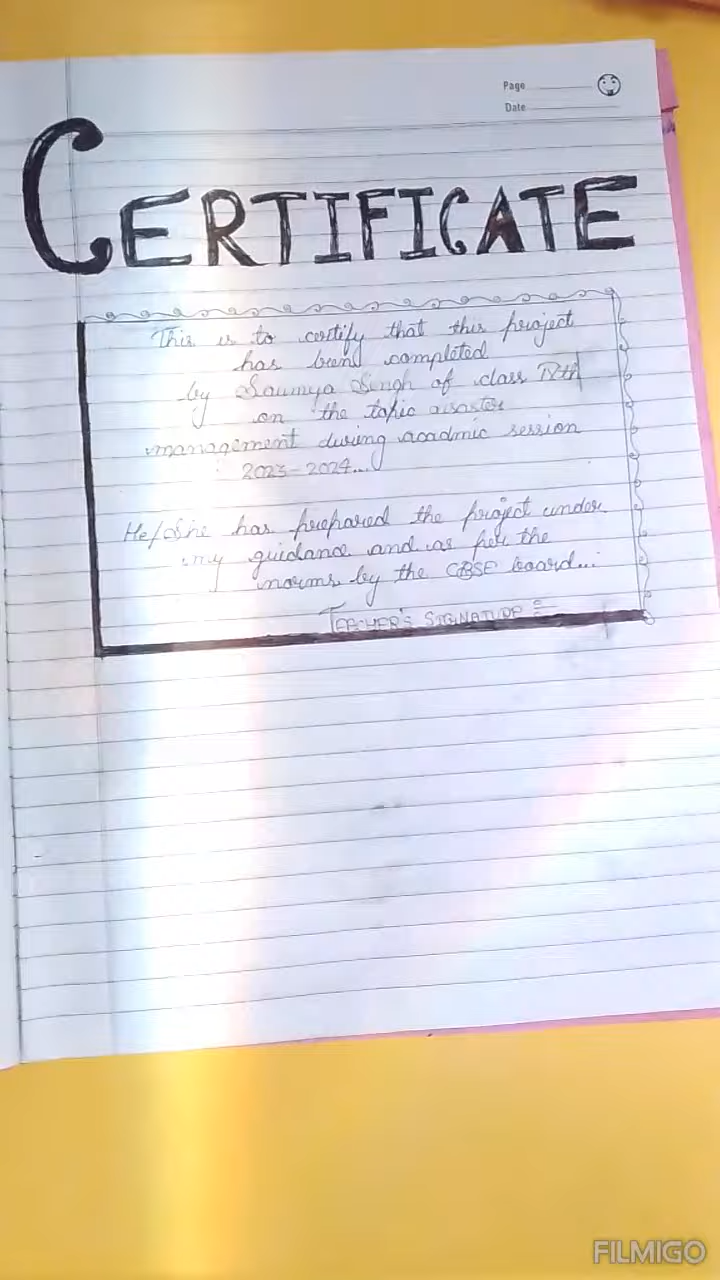 Page
Date
CERTIFICATE
This is to certify that this project
has been completed
by Saumya Singh of class IVth
on the topic disaster
management during acadmic session
2023-2024...
He/She has prepared the project under
my guidance and as per the
norms by the CBSE board...
TEACHER'S SIGNATURE =
FILMIGO